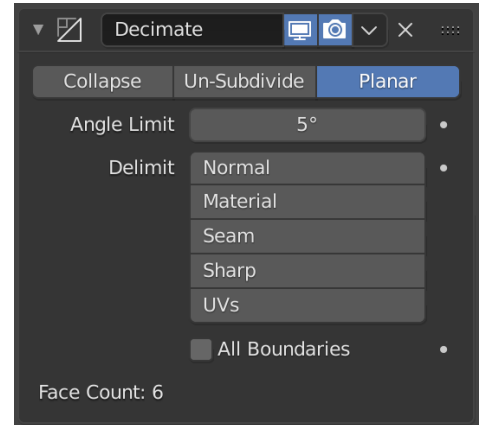 Decimate
Collapse Un-Subdivide Planar
Angle Limit 5°
Delimit Normal
Material
Seam
Sharp
UVs
All Boundaries
Face Count: 6